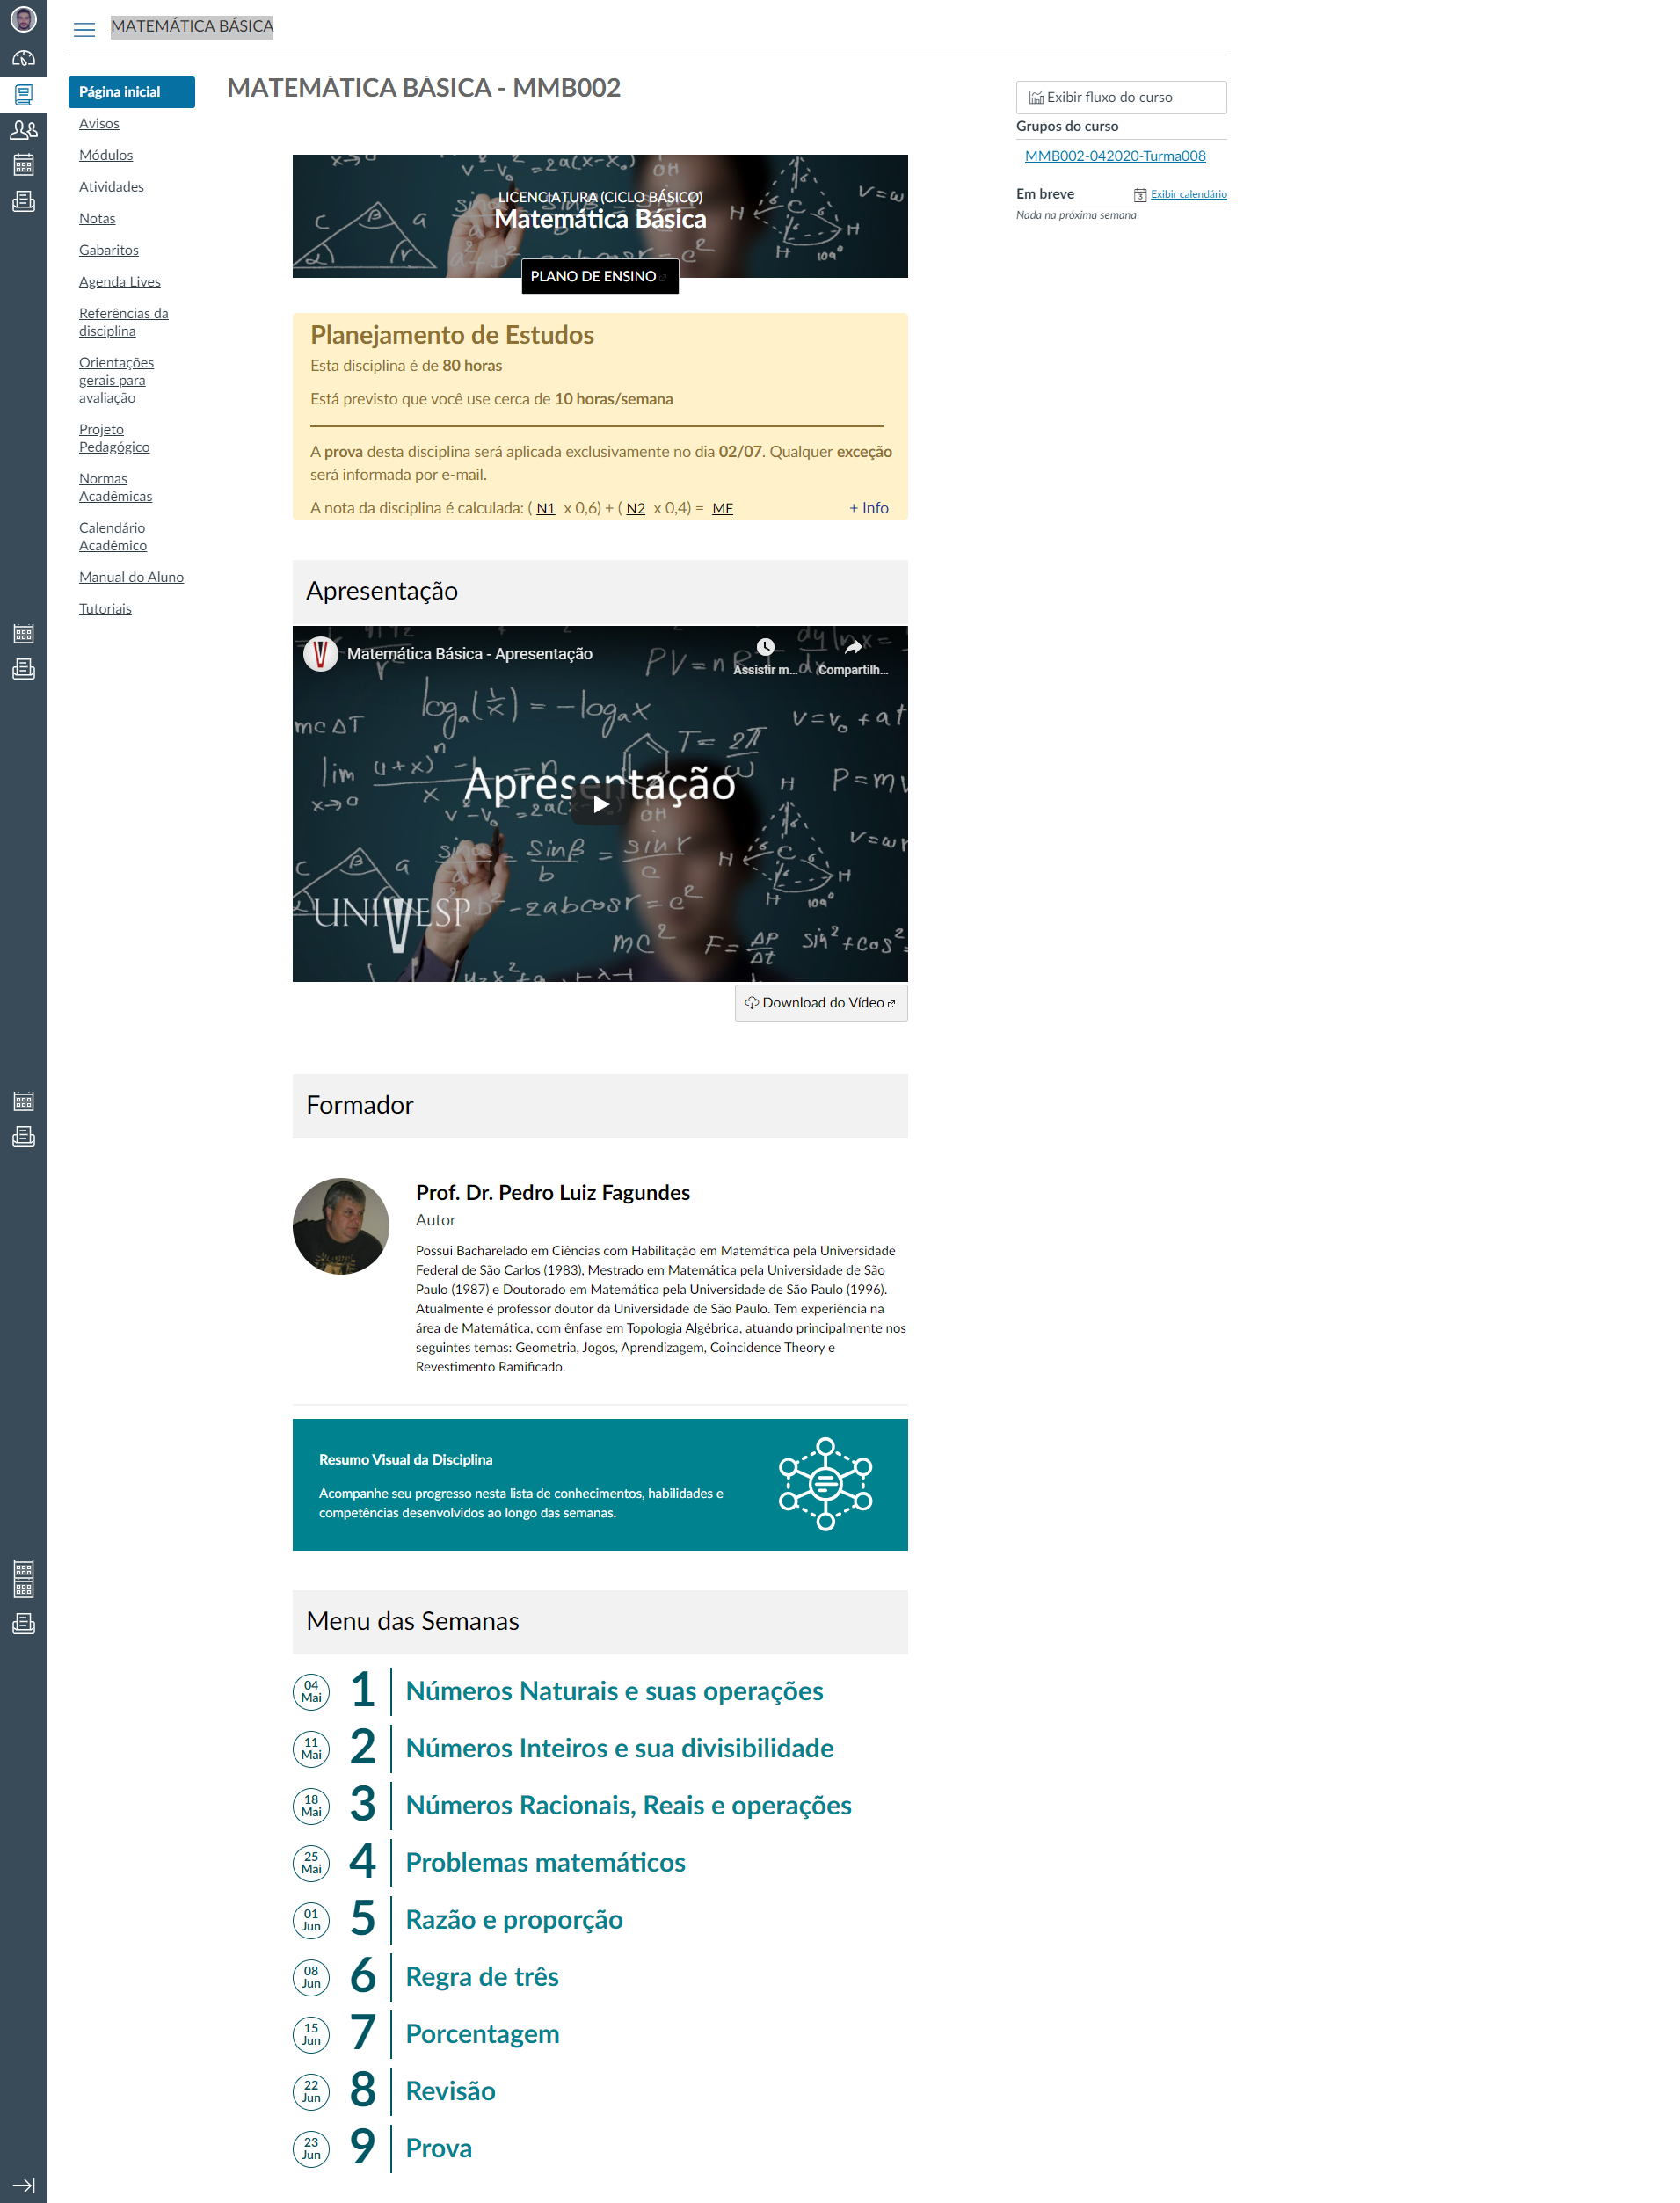 MATEMÁTICA BÁSICA
Página inicial
Avisos
Módulos
Atividades
Notas
Gabaritos
Agenda Lives
Referências da
disciplina
Orientações
gerais para
avaliação
Projeto
Pedagógico
Normas
Acadêmicas
Calendário
Acadêmico
Manual do Aluno
Tutoriais
MATEMÁTICA BÁSICA - MMB002
LICENCIATURA (CICLO BÁSICO)
Matemática Básica
PLANO DE ENSINO
Planejamento de Estudos
Esta disciplina é de 80 horas
Está previsto que você use cerca de 10 horas/semana
A prova desta disciplina será aplicada exclusivamente no dia 02/07. Qualquer exceção
será informada por e-mail.
A nota da disciplina é calculada: ( N1 x 0,6) + ( N2 x 0,4) = MF + Info
Apresentação
Matemática Básica - Apresentação
Assistir m...
Compartilh...
Apresentação
UNIVESP
Download do Vídeo
Formador
Prof. Dr. Pedro Luiz Fagundes
Autor
Possui Bacharelado em Ciências com Habilitação em Matemática pela Universidade
Federal de São Carlos (1983), Mestrado em Matemática pela Universidade de São
Paulo (1987) e Doutorado em Matemática pela Universidade de São Paulo (1996).
Atualmente é professor doutor da Universidade de São Paulo. Tem experiência na
área de Matemática, com ênfase em Topologia Algébrica, atuando principalmente nos
seguintes temas: Geometria, Jogos, Aprendizagem, Coincidence Theory e
Revestimento Ramificado.
Resumo Visual da Disciplina
Acompanhe seu progresso nesta lista de conhecimentos, habilidades e
competências desenvolvidos ao longo das semanas.
Menu das Semanas
04 Mai 1 Números Naturais e suas operações
11 Mai 2 Números Inteiros e sua divisibilidade
18 Mai 3 Números Racionais, Reais e operações
25 Mai 4 Problemas matemáticos
01 Jun 5 Razão e proporção
08 Jun 6 Regra de três
15 Jun 7 Porcentagem
22 Jun 8 Revisão
23 Jun 9 Prova
Exibir fluxo do curso
Grupos do curso
MMB002-042020-Turma008
Em breve
3 Exibir calendário
Nada na próxima semana